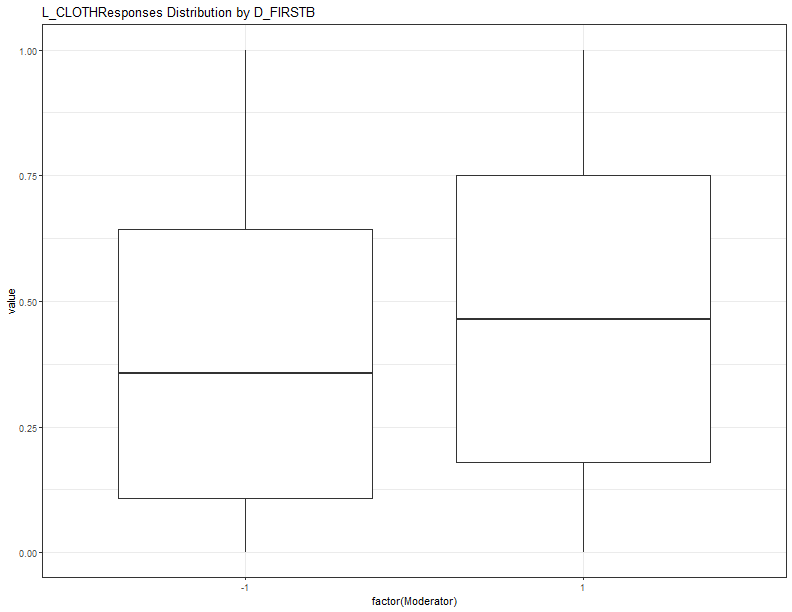 L_CLOTHResponses Distribution by D_FIRSTB
1.00
0.75
0.50
0.25
0.00
value
-1 1
factor(Moderator)